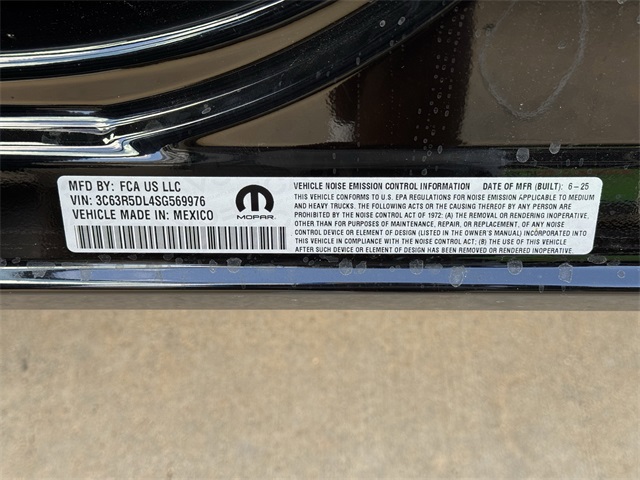 MFD BY: FCA US LLC
VIN: 3C63R5DL4SG569976
VEHICLE MADE IN: MEXICO
MOPAR
VEHICLE NOISE EMISSION CONTROL INFORMATION DATE OF MFR (BUILT): 6-25
THIS VEHICLE CONFORMS TO U.S. EPA REGULATIONS FOR NOISE EMISSION APPLICABLE TO MEDIUM
AND HEAVY TRUCKS. THE FOLLOWING ACTS OR THE CAUSING THEREOF BY ANY PERSON ARE
PROHIBITED BY THE NOISE CONTROL ACT OF 1972: (A) THE REMOVAL OR RENDERING INOPERATIVE,
OTHER THAN FOR PURPOSES OF MAINTENANCE, REPAIR, OR REPLACEMENT, OF ANY NOISE
CONTROL DEVICE OR ELEMENT OF DESIGN (LISTED IN THE OWNER'S MANUAL) INCORPORATED INTO
THIS VEHICLE IN COMPLIANCE WITH THE NOISE CONTROL ACT; (B) THE USE OF THIS VEHICLE
AFTER SUCH DEVICE OR ELEMENT OF DESIGN HAS BEEN REMOVED OR RENDERED INOPERATIVE.